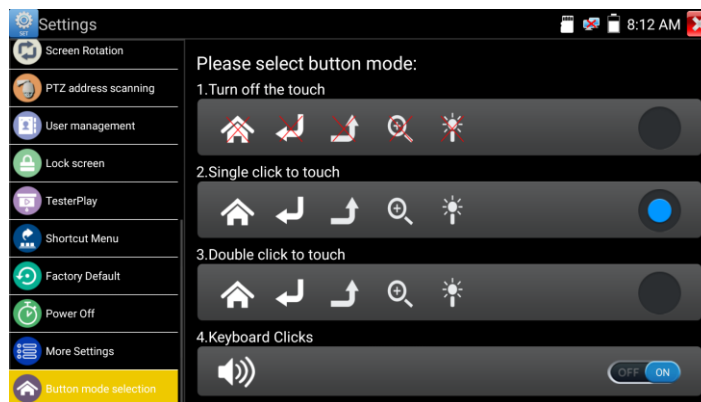 SET
Settings
8:12 AM
Screen Rotation
PTZ address scanning
User management
Lock screen
TesterPlay
Shortcut Menu
Factory Default
Power Off
More Settings
Button mode selection
Please select button mode:
1.Turn off the touch
2.Single click to touch
3.Double click to touch
4.Keyboard Clicks
OFF ON